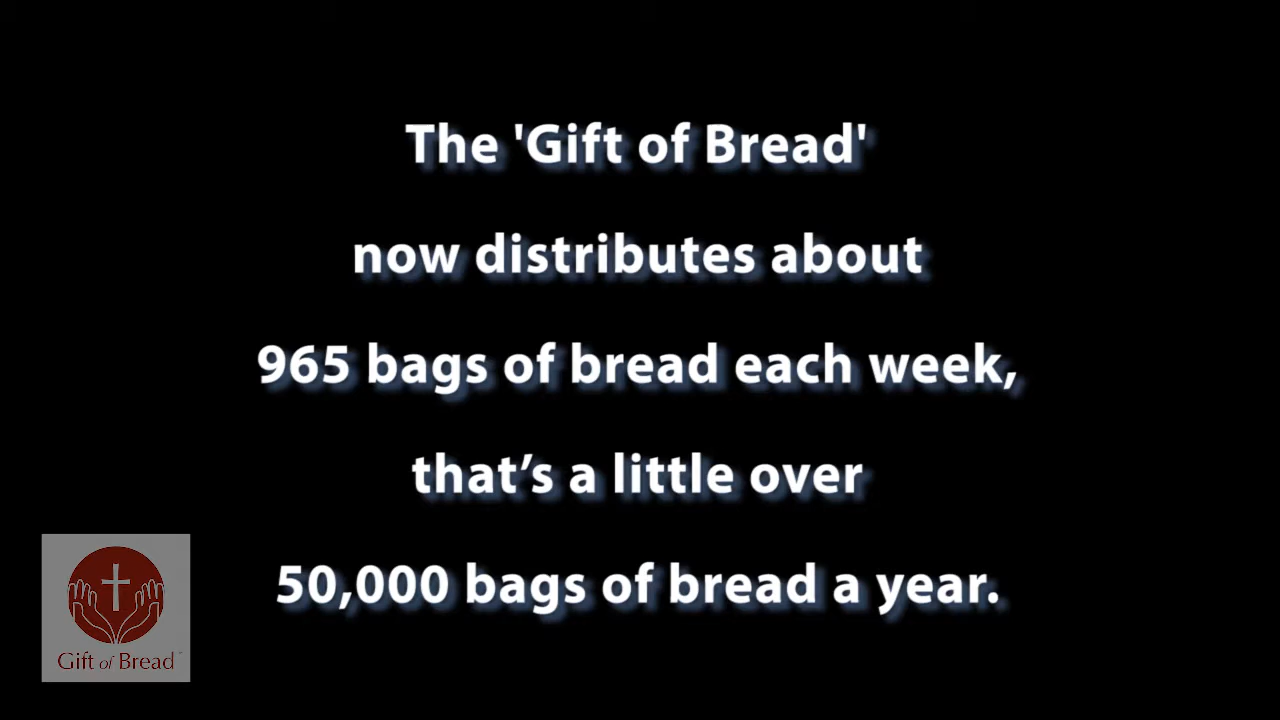 The 'Gift of Bread'
now distributes about
965 bags of bread each week,
that’s a little over
50,000 bags of bread a year.
Gift of Bread